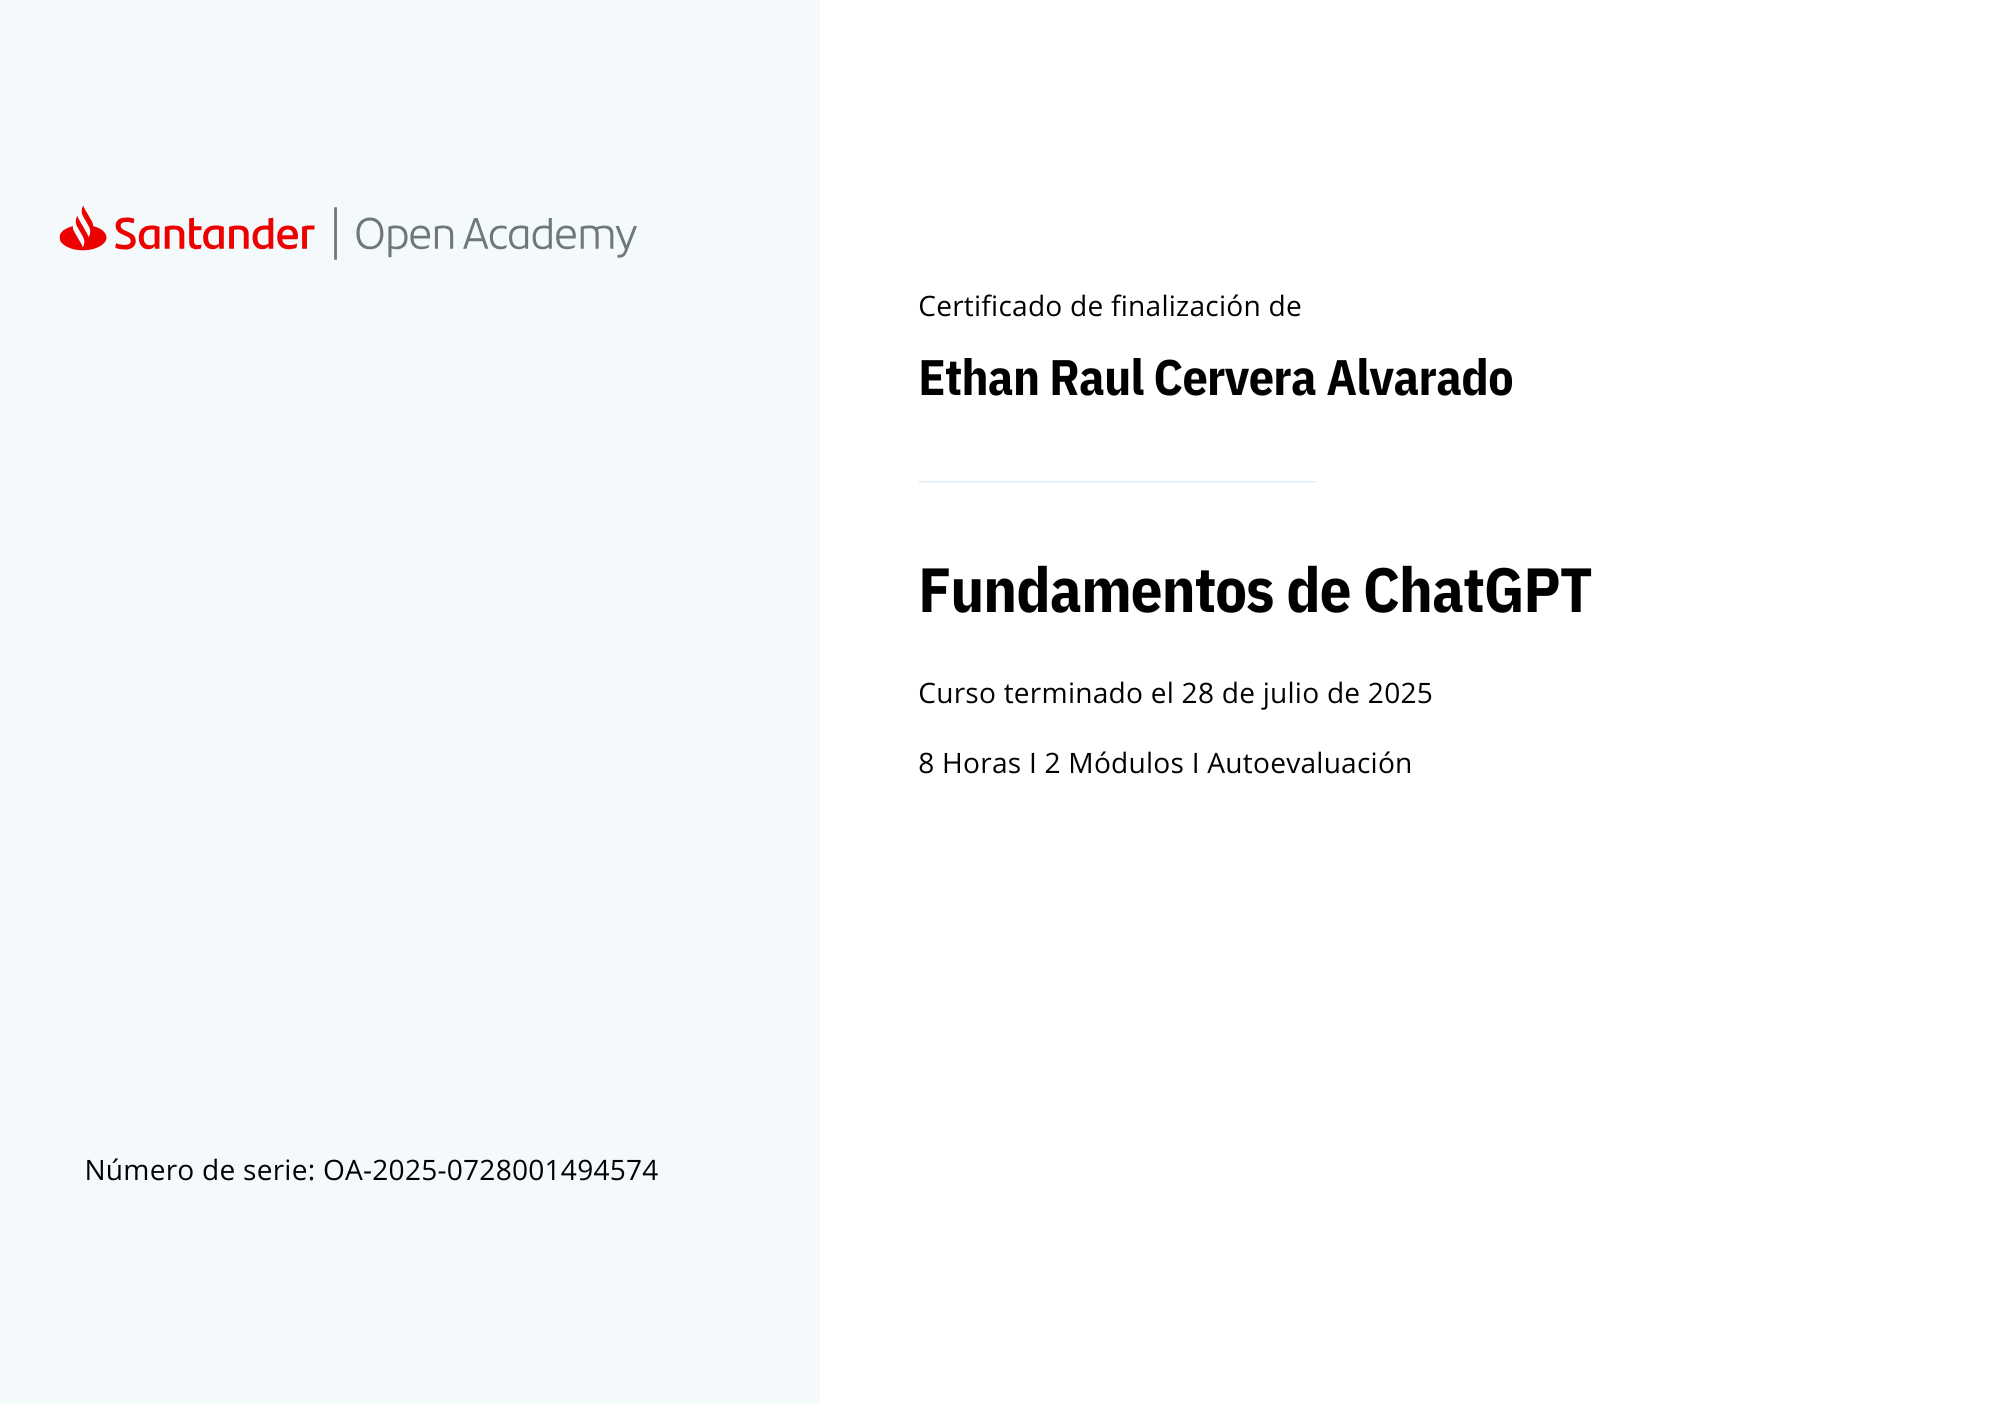 Santander | Open Academy
Certificado de finalización de
Ethan Raul Cervera Alvarado
Fundamentos de ChatGPT
Curso terminado el 28 de julio de 2025
8 Horas I 2 Módulos I Autoevaluación
Número de serie: OA-2025-0728001494574